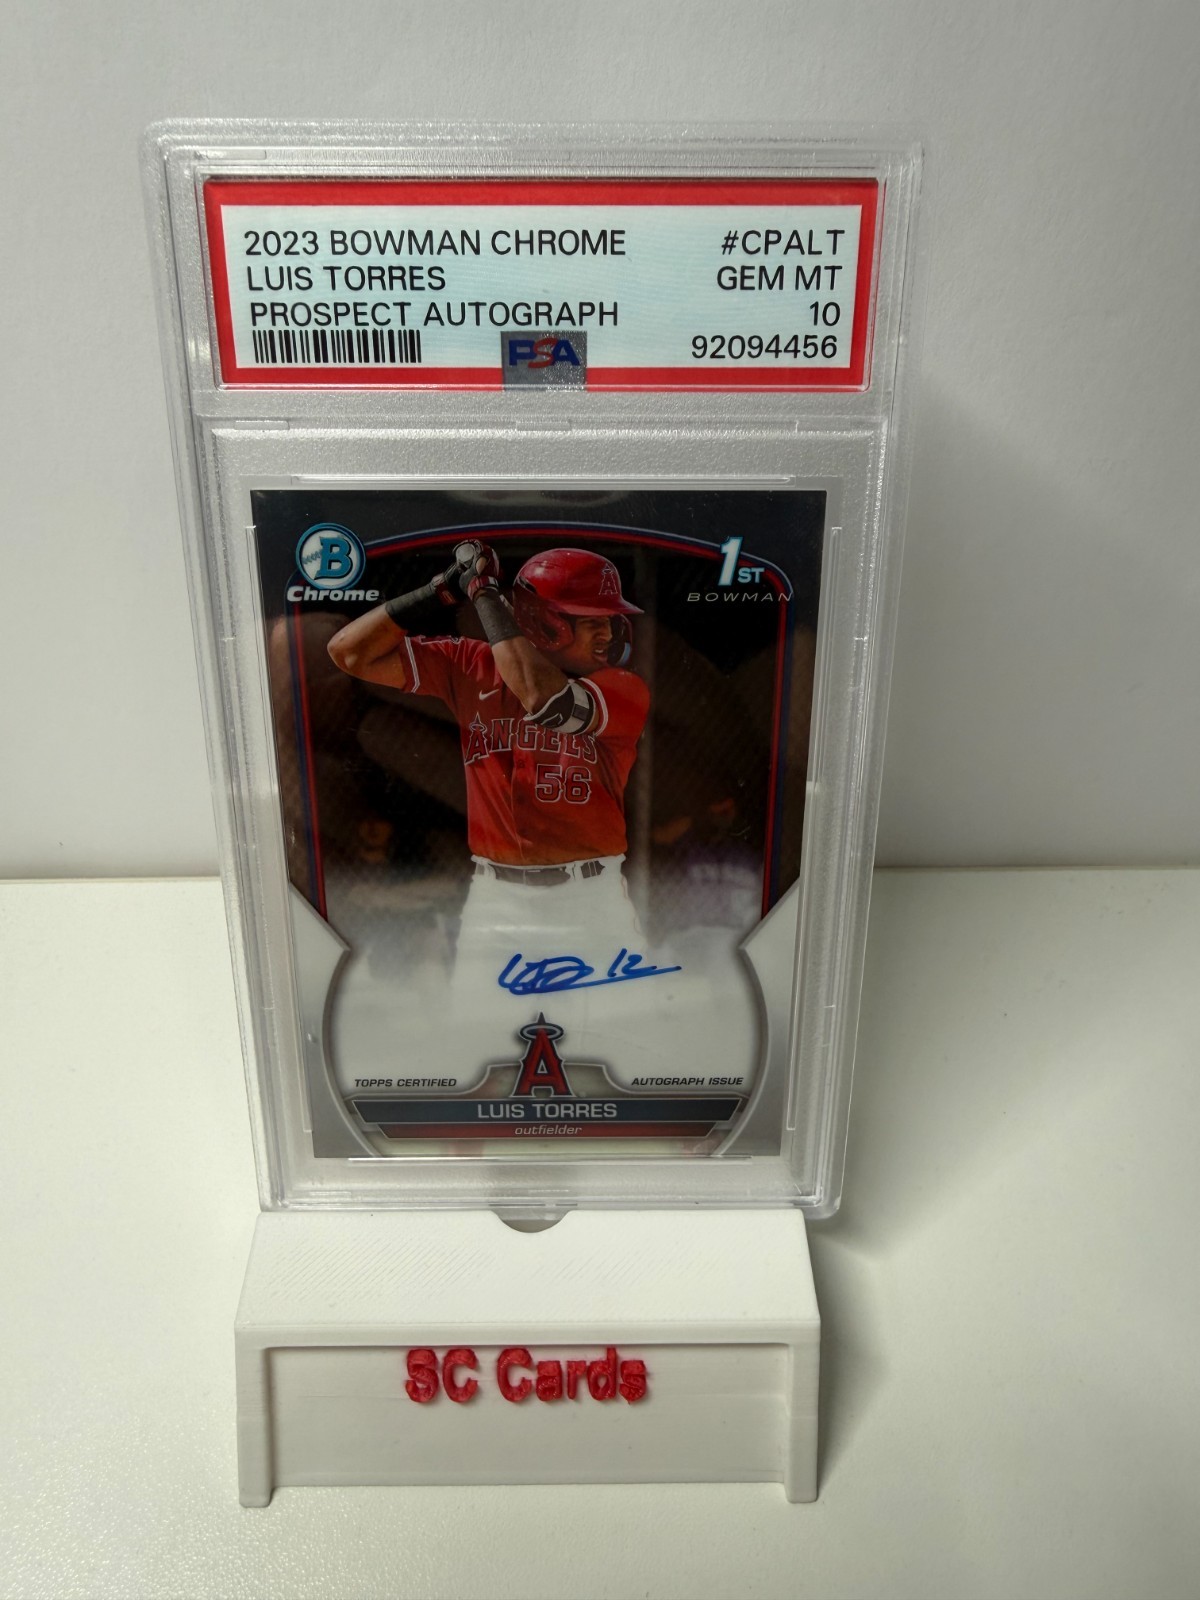 2023 BOWMAN CHROME #CPALT
LUIS TORRES GEM MT
PROSPECT AUTOGRAPH 10
PSA 92094456
B
Chrome
1ST
BOWMAN
A
ANGELS
56
12
A
TOPPS CERTIFIED AUTOGRAPH ISSUE
LUIS TORRES
outfielder
SC Cards